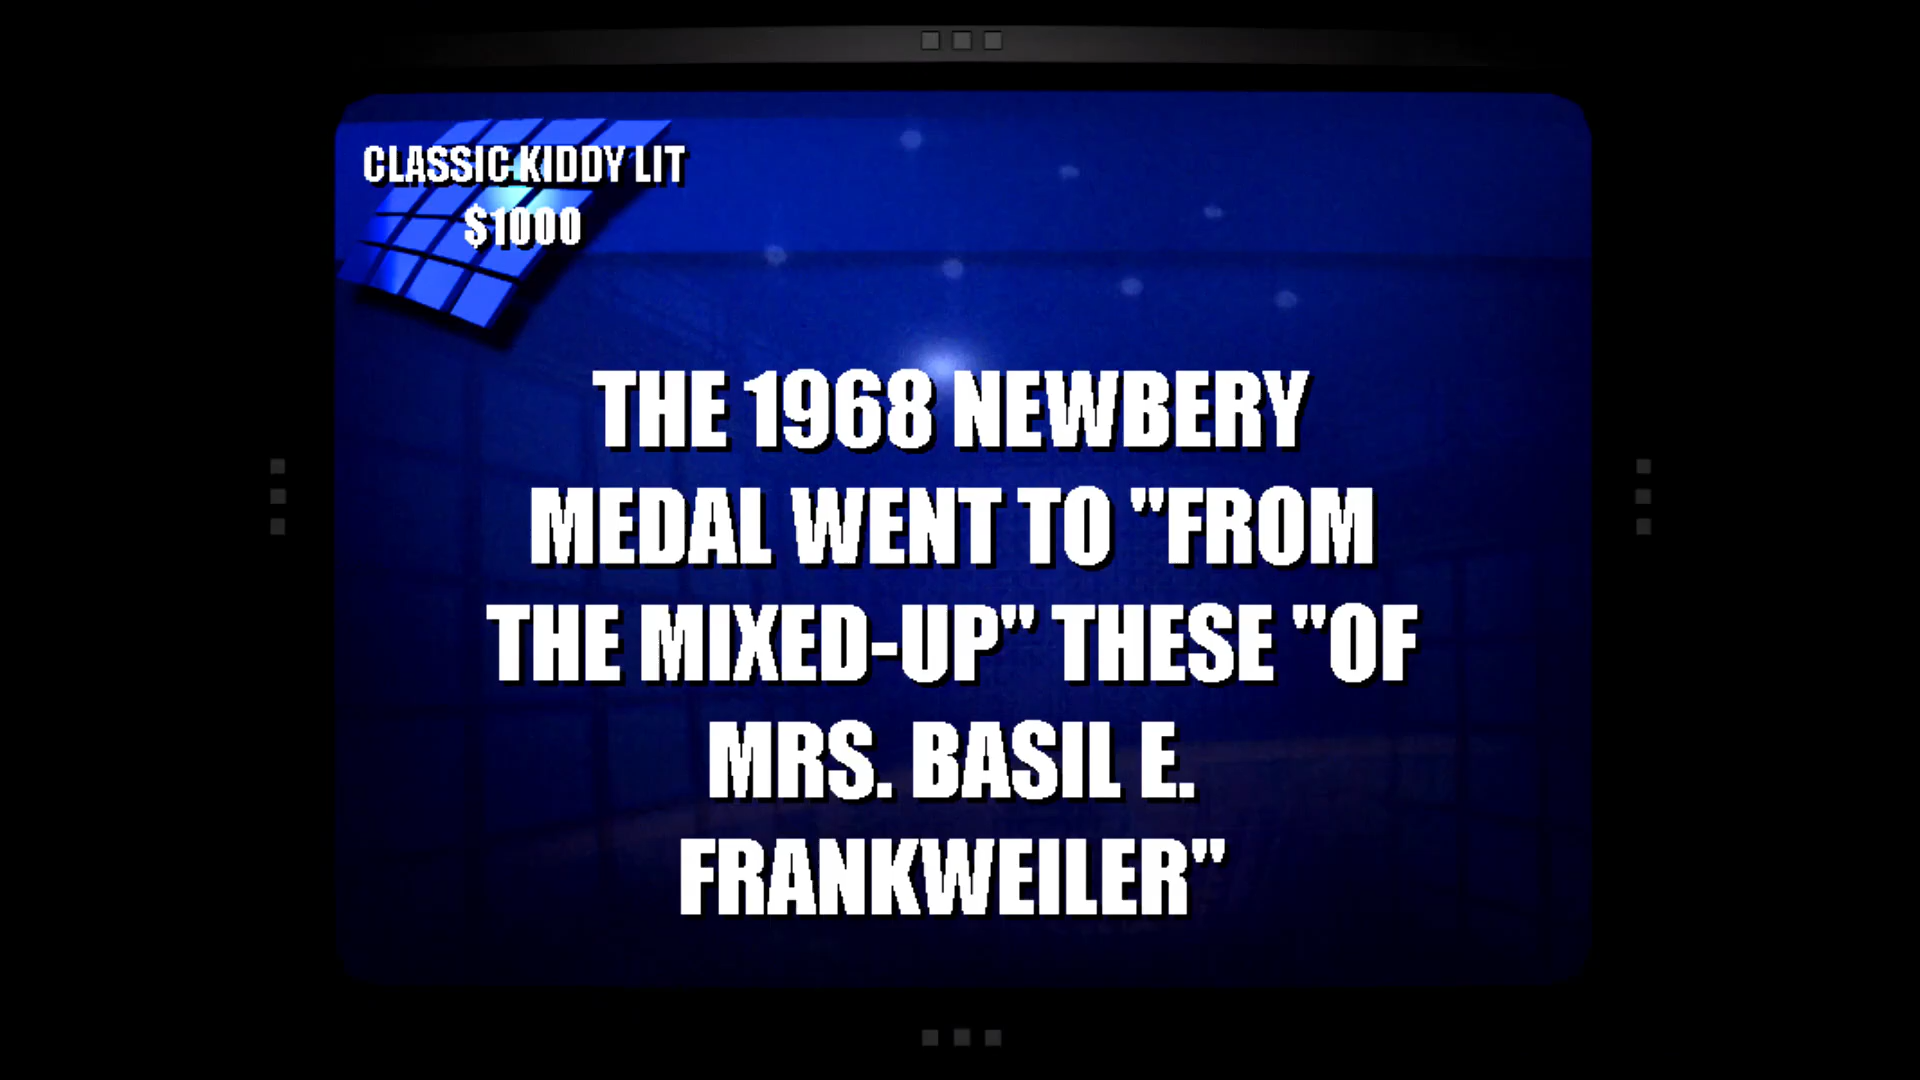 CLASSIC KIDDY LIT
$1000
THE 1968 NEWBERY
MEDAL WENT TO "FROM
THE MIXED-UP" THESE "OF
MRS. BASIL E.
FRANKWEILER"